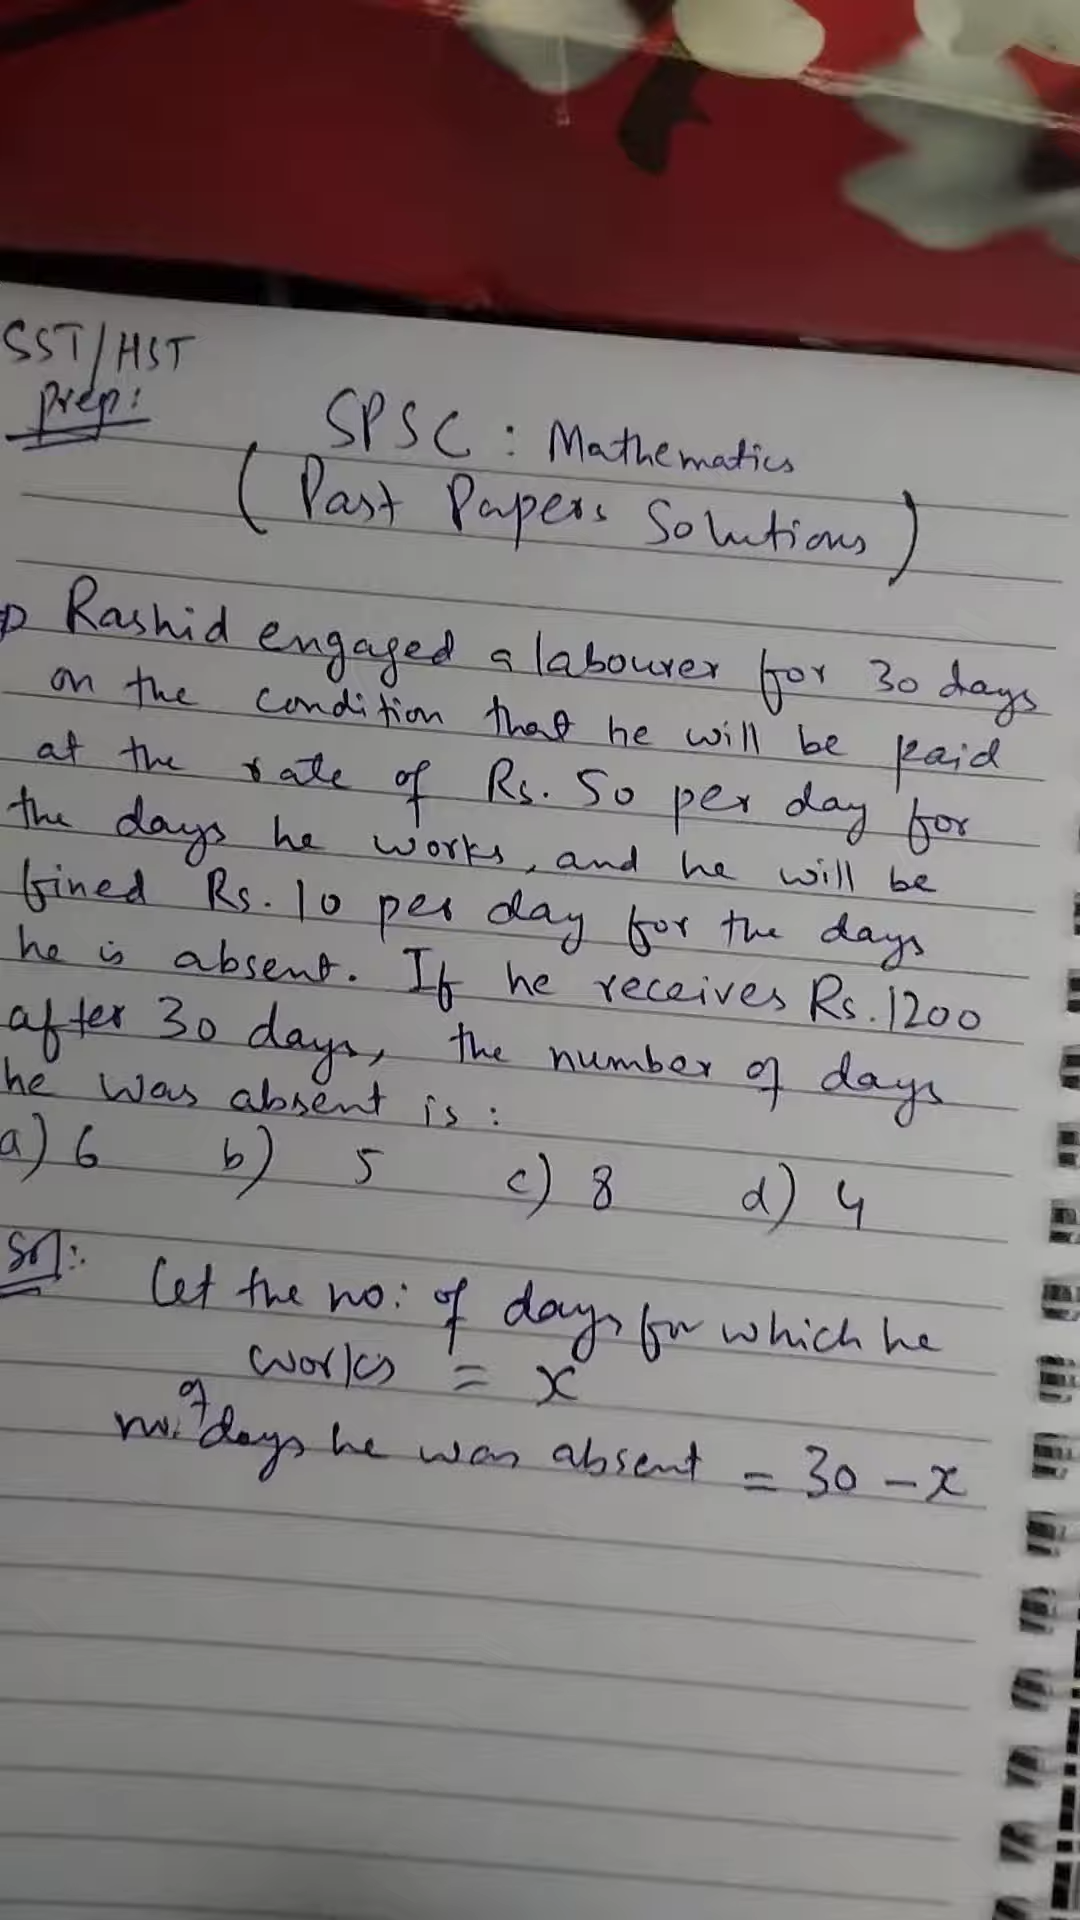 SST/HST
Prep:
SPSC: Mathematics
(Past Papers Solutions)
Rashid engaged a labourer for 30 days
on the condition that he will be paid
at the rate of Rs. 50 per day for
the days he works, and he will be
fined Rs. 10 per day for the days
he is absent. If he receives Rs. 1200
after 30 days, the number of days
he was absent is:
a) 6 b) 5 c) 8 d) 4
Sol:
Let the no: of days for which he
works = x
no. of days he was absent = 30 - x